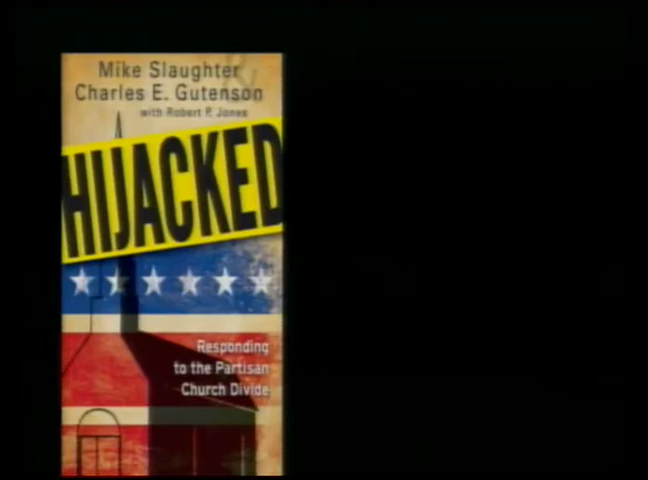 Mike Slaughter
Charles E. Gutenson
with Robert P. Jones
HIJACKED
Responding
to the Partisan
Church Divide